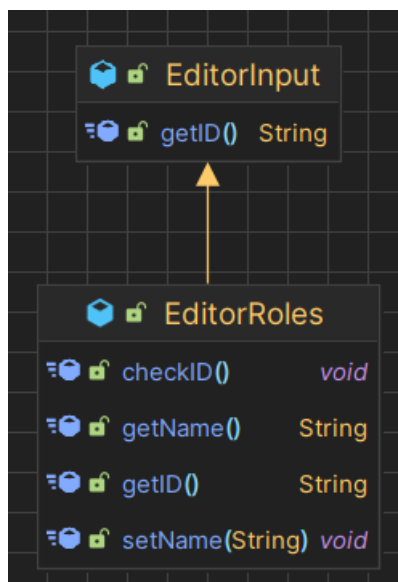 EditorInput
getID() String
EditorRoles
checkID() void
getName() String
getID() String
setName(String) void